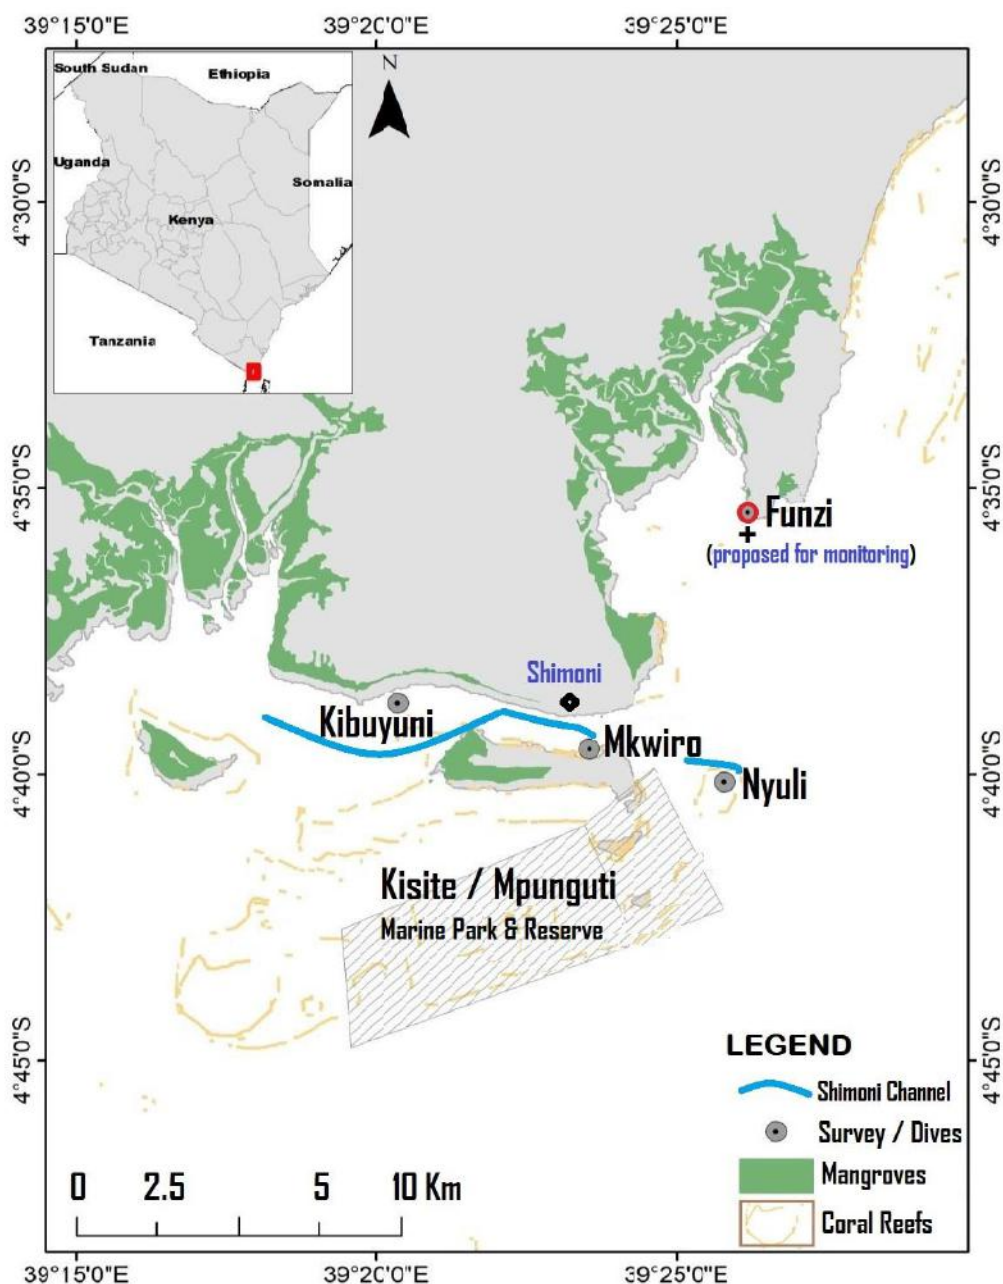 39°15'0"E
39°20'0"E
39°25'0"E
N
South Sudan
Ethiopia
Uganda
Somalia
Kenya
Tanzania
4°30'0"S
4°30'0"S
4°35'0"S
4°35'0"S
Funzi
(proposed for monitoring)
Shimoni
Kibuyuni
Mkwiro
Nyuli
4°40'0"S
4°40'0"S
Kisite / Mpunguti
Marine Park & Reserve
4°45'0"S
4°45'0"S
LEGEND
Shimoni Channel
Survey / Dives
Mangroves
Coral Reefs
0 2.5 5 10 Km
39°15'0"E
39°20'0"E
39°25'0"E